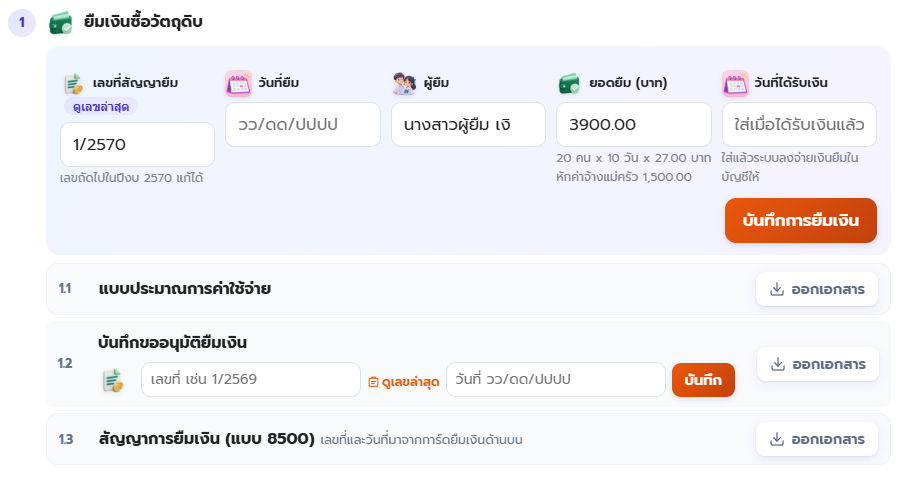 1 ยืมเงินซื้อวัตถุดิบ
เลขที่สัญญายืม
ดูเลขล่าสุด
1/2570
เลขถัดไปในปีงบ 2570 แก้ได้
วันที่ยืม
วว/ดด/ปปปป
ผู้ยืม
นางสาวผู้ยืม เงิ
ยอดยืม (บาท)
3900.00
20 คน x 10 วัน x 27.00 บาท
หักค่าจ้างแม่ครัว 1,500.00
วันที่ได้รับเงิน
ใส่เมื่อได้รับเงินแล้ว
ใส่แล้วระบบลงจ่ายเงินยืมใน
บัญชีให้
บันทึกการยืมเงิน
1.1 แบบประมาณการค่าใช้จ่าย ออกเอกสาร
บันทึกขออนุมัติยืมเงิน
1.2 เลขที่ เช่น 1/2569 ดูเลขล่าสุด วันที่ วว/ดด/ปปปป บันทึก ออกเอกสาร
1.3 สัญญาการยืมเงิน (แบบ 8500) เลขที่และวันที่มาจากการ์ดยืมเงินด้านบน ออกเอกสาร